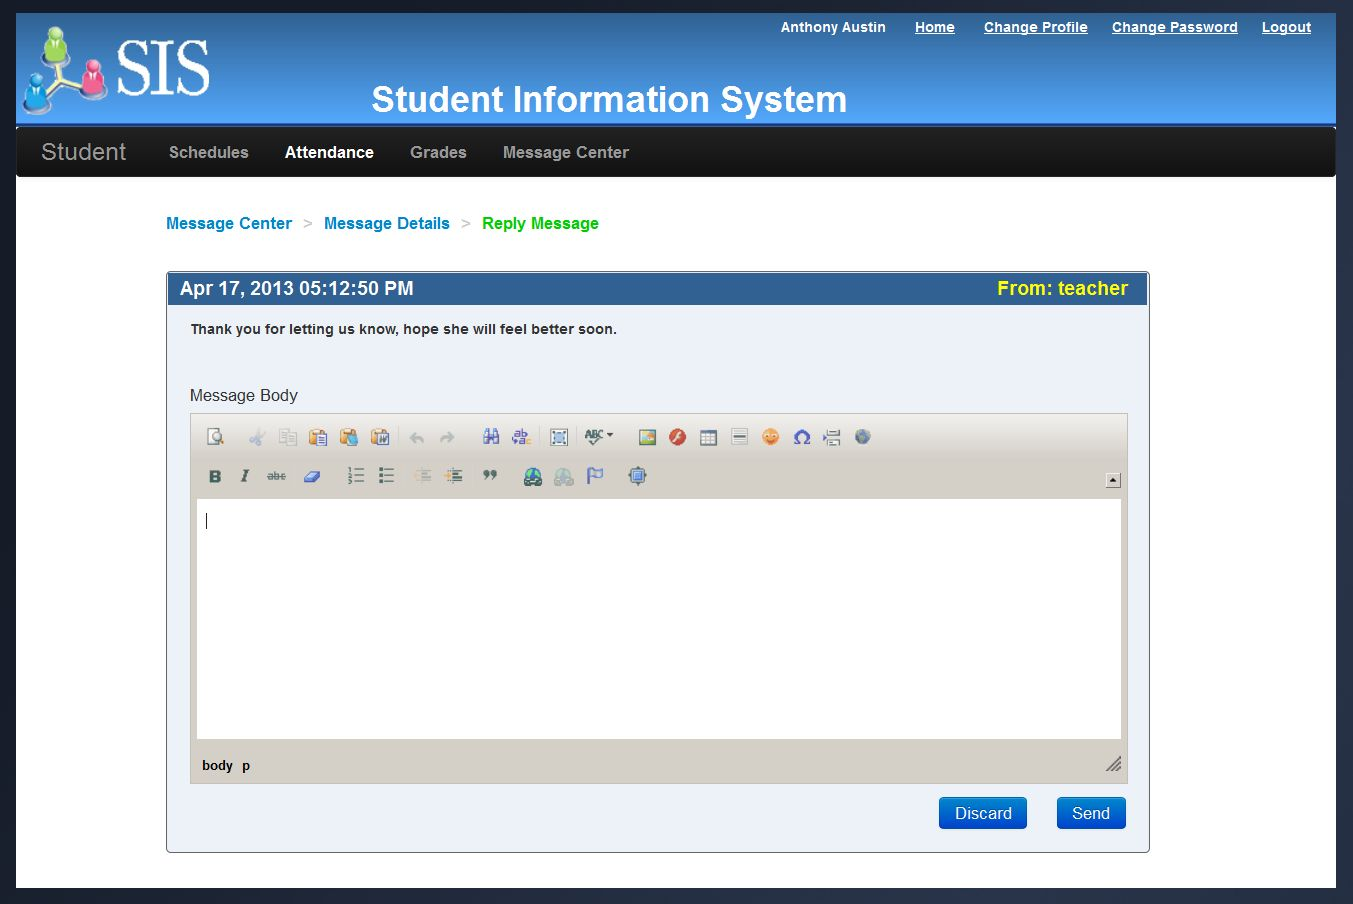 Anthony Austin Home Change Profile Change Password Logout
SIS
Student Information System
Student Schedules Attendance Grades Message Center
Message Center > Message Details > Reply Message
Apr 17, 2013 05:12:50 PM From: teacher
Thank you for letting us know, hope she will feel better soon.
Message Body
ABC
B I abc
body p
Discard Send